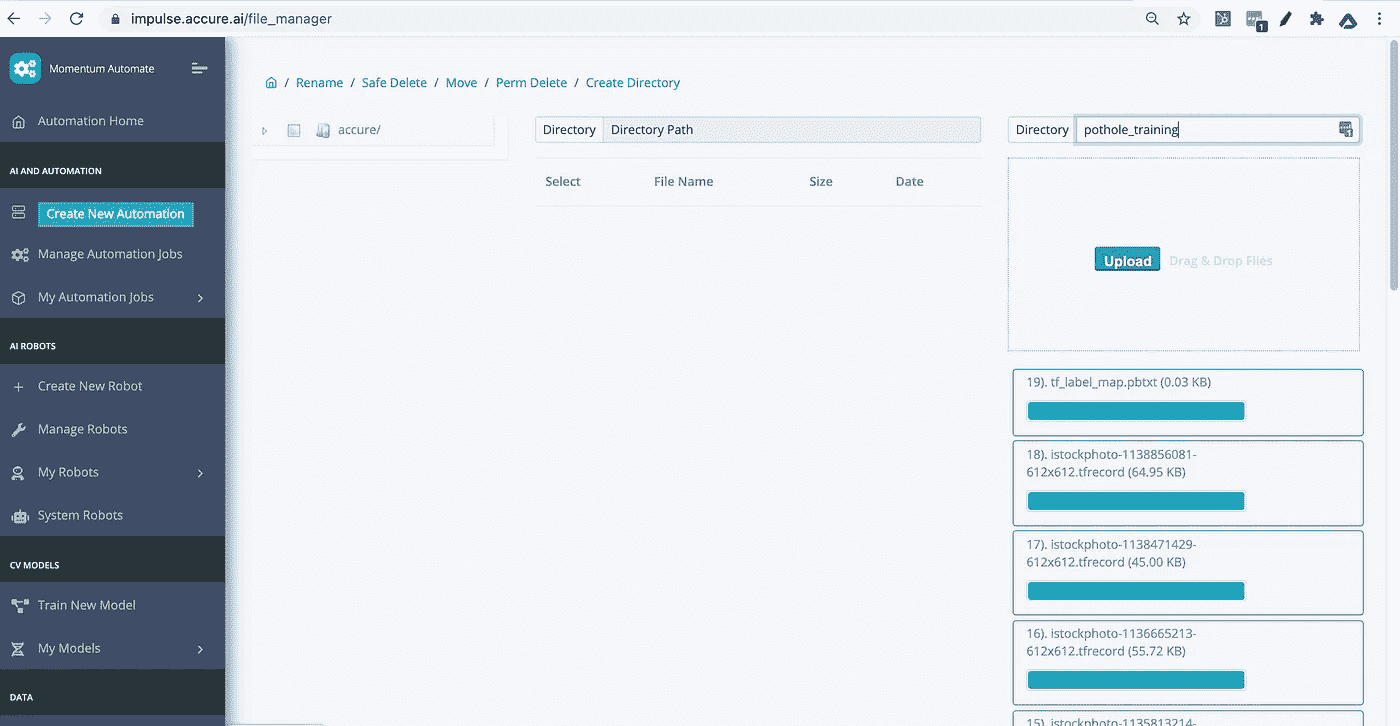 impulse.accure.ai/file_manager
1
Momentum Automate
Automation Home
AI AND AUTOMATION
Create New Automation
Manage Automation Jobs
My Automation Jobs
AI ROBOTS
Create New Robot
Manage Robots
My Robots
System Robots
CV MODELS
Train New Model
My Models
DATA
/ Rename / Safe Delete / Move / Perm Delete / Create Directory
accure/
Directory Directory Path
Select File Name Size Date
Directory pothole_training
Upload Drag & Drop Flies
19). tf_label_map.pbtxt (0.03 KB)
18). istockphoto-1138856081-
612x612.tfrecord (64.95 KB)
17). istockphoto-1138471429-
612x612.tfrecord (45.00 KB)
16). istockphoto-1136665213-
612x612.tfrecord (55.72 KB)
15). istockphoto-1135813214-